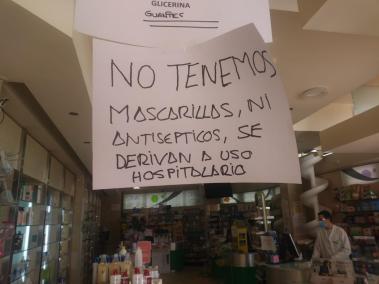 GLICERINA
GUANTES
NO TENEMOS
MASCARILLAS, NI
ANTISEPTICOS, SE
DERIVAN A USO
HOSPITALARIO